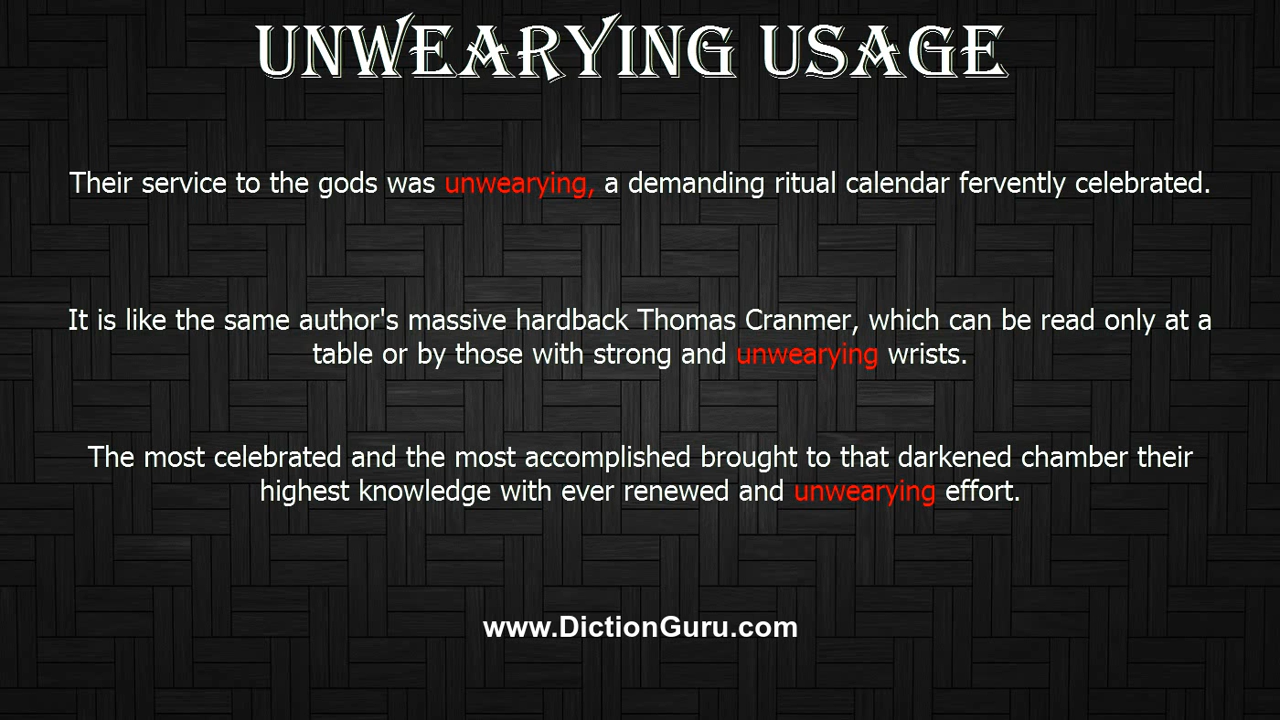 UNWEARYING USAGE
Their service to the gods was unwearying, a demanding ritual calendar fervently celebrated.
It is like the same author's massive hardback Thomas Cranmer, which can be read only at a
table or by those with strong and unwearying wrists.
The most celebrated and the most accomplished brought to that darkened chamber their
highest knowledge with ever renewed and unwearying effort.
www.DictionGuru.com